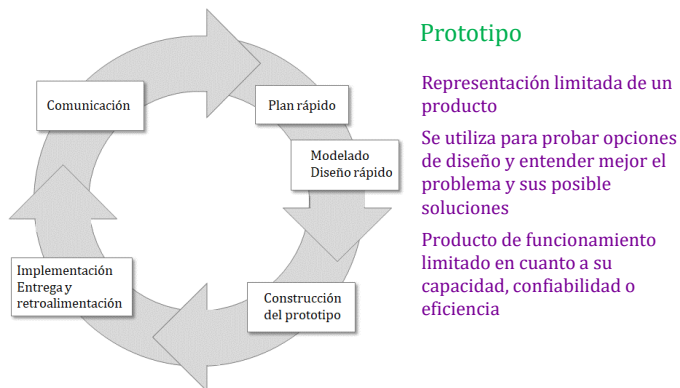 Prototipo
Comunicación
Plan rápido
Modelado
Diseño rápido
Construcción
del prototipo
Implementación
Entrega y
retroalimentación
Representación limitada de un
producto
Se utiliza para probar opciones
de diseño y entender mejor el
problema y sus posible
soluciones
Producto de funcionamiento
limitado en cuanto a su
capacidad, confiabilidad o
eficiencia